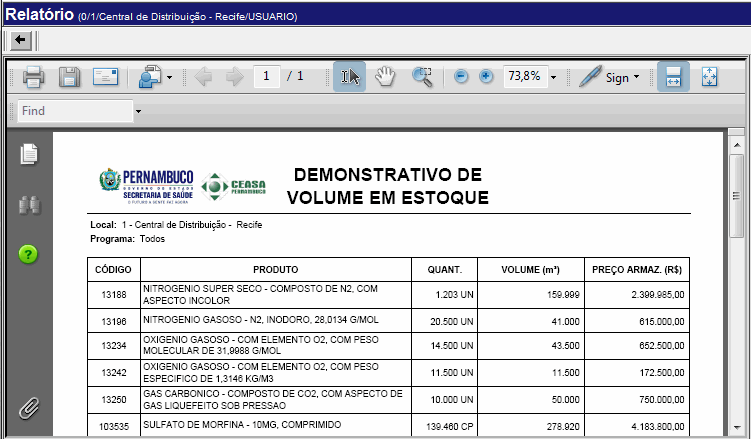 Relatório (0/1/Central de Distribuição - Recife/USUARIO)
1 / 1 73,8% Sign
Find
PERNAMBUCO
GOVERNO DO ESTADO
SECRETARIA DE SAÚDE
O FUTURO A GENTE FAZ AGORA
CEASA
PERNAMBUCO
DEMONSTRATIVO DE
VOLUME EM ESTOQUE
Local: 1 - Central de Distribuição - Recife
Programa: Todos
CÓDIGO PRODUTO QUANT. VOLUME (m³) PREÇO ARMAZ. (R$)
13188 NITROGENIO SUPER SECO - COMPOSTO DE N2, COM
ASPECTO INCOLOR 1.203 UN 159.999 2.399.985,00
13196 NITROGENIO GASOSO - N2, INODORO, 28,0134 G/MOL 20.500 UN 41.000 615.000,00
13234 OXIGENIO GASOSO - COM ELEMENTO O2, COM PESO
MOLECULAR DE 31,9988 G/MOL 14.500 UN 43.500 652.500,00
13242 OXIGENIO GASOSO - COM ELEMENTO O2, COM PESO
ESPECIFICO DE 1,3146 KG/M3 11.500 UN 11.500 172.500,00
13250 GAS CARBONICO - COMPOSTO DE CO2, COM ASPECTO DE
GAS LIQUEFEITO SOB PRESSAO 10.000 UN 50.000 750.000,00
103535 SULFATO DE MORFINA - 10MG, COMPRIMIDO 139.460 CP 278.920 4.183.800,00